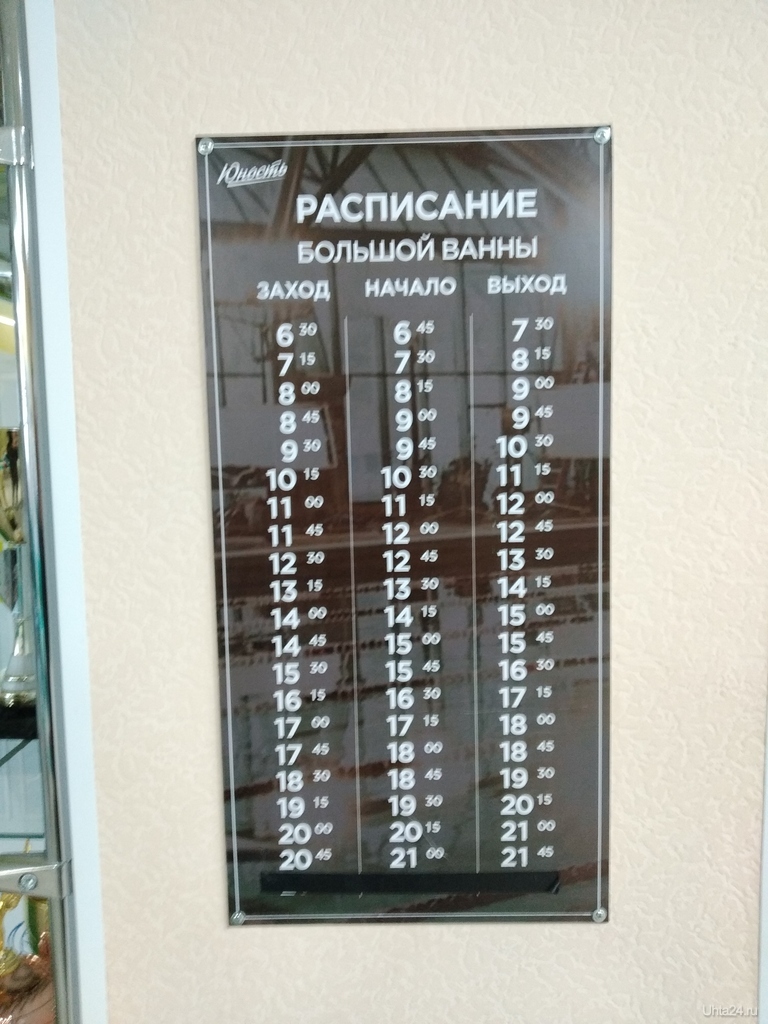 Юность
РАСПИСАНИЕ
БОЛЬШОЙ ВАННЫ
ЗАХОД НАЧАЛО ВЫХОД
6 30 6 45 7 30
7 15 7 30 8 15
8 00 8 15 9 00
8 45 9 00 9 45
9 30 9 45 10 30
10 15 10 30 11 15
11 00 11 15 12 00
11 45 12 00 12 45
12 30 12 45 13 30
13 15 13 30 14 15
14 00 14 15 15 00
14 45 15 00 15 45
15 30 15 45 16 30
16 15 16 30 17 15
17 00 17 15 18 00
17 45 18 00 18 45
18 30 18 45 19 30
19 15 19 30 20 15
20 00 20 15 21 00
20 45 21 00 21 45
Uhta24.ru